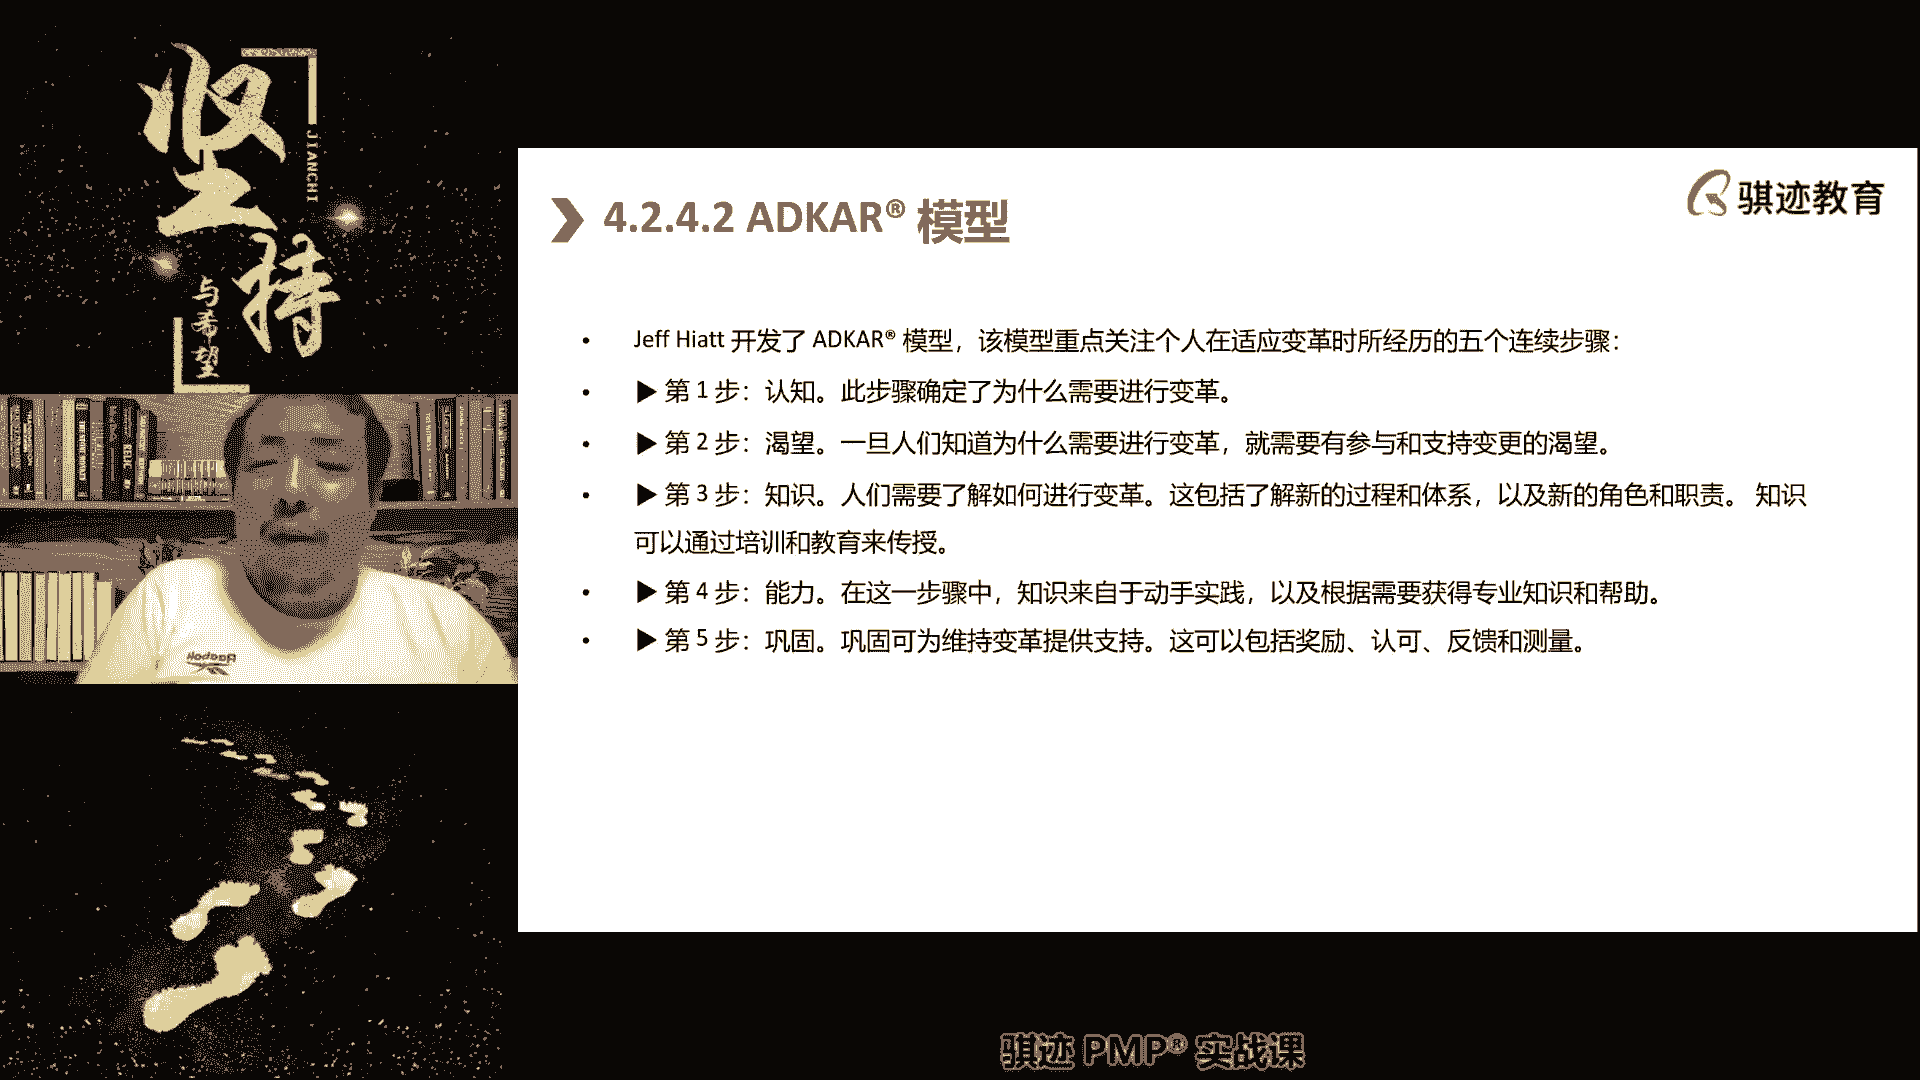 坚持
JIANCHI
与希望
骐迹教育
4.2.4.2 ADKAR® 模型
• Jeff Hiatt 开发了 ADKAR® 模型，该模型重点关注个人在适应变革时所经历的五个连续步骤：
• ▶ 第 1 步：认知。此步骤确定了为什么需要进行变革。
• ▶ 第 2 步：渴望。一旦人们知道为什么需要进行变革，就需要有参与和支持变更的渴望。
• ▶ 第 3 步：知识。人们需要了解如何进行变革。这包括了解新的过程和体系，以及新的角色和职责。 知识
可以通过培训和教育来传授。
• ▶ 第 4 步：能力。在这一步骤中，知识来自于动手实践，以及根据需要获得专业知识和帮助。
• ▶ 第 5 步：巩固。巩固可为维持变革提供支持。这可以包括奖励、认可、反馈和测量。
Reebok
骐迹 PMP® 实战课